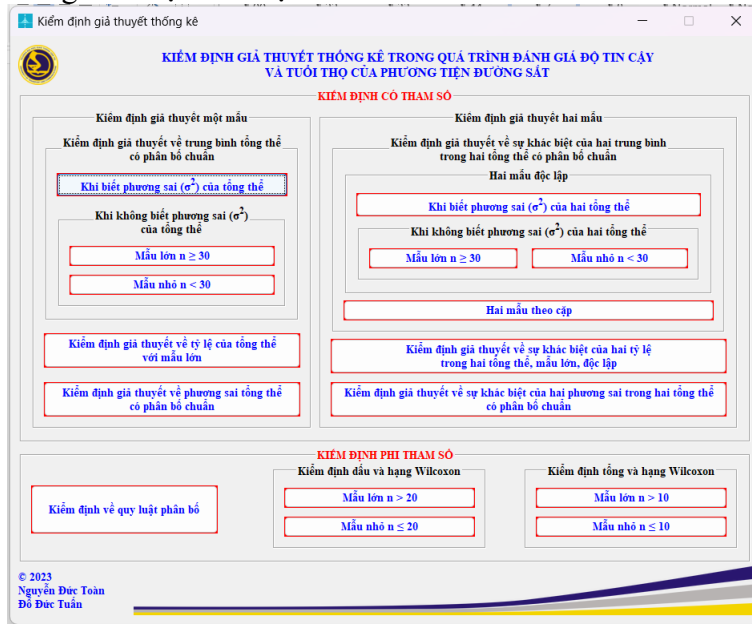 Kiểm định giả thuyết thống kê
KIỂM ĐỊNH GIẢ THUYẾT THỐNG KÊ TRONG QUÁ TRÌNH ĐÁNH GIÁ ĐỘ TIN CẬY
VÀ TUỔI THỌ CỦA PHƯƠNG TIỆN ĐƯỜNG SẮT
KIỂM ĐỊNH CÓ THAM SỐ
Kiểm định giả thuyết một mẫu
Kiểm định giả thuyết về trung bình tổng thể
có phân bố chuẩn
Khi biết phương sai (σ²) của tổng thể
Khi không biết phương sai (σ²)
của tổng thể
Mẫu lớn n ≥ 30
Mẫu nhỏ n < 30
Kiểm định giả thuyết về tỷ lệ của tổng thể
với mẫu lớn
Kiểm định giả thuyết về phương sai tổng thể
có phân bố chuẩn
Kiểm định giả thuyết hai mẫu
Kiểm định giả thuyết về sự khác biệt của hai trung bình
trong hai tổng thể có phân bố chuẩn
Hai mẫu độc lập
Khi biết phương sai (σ²) của hai tổng thể
Khi không biết phương sai (σ²) của hai tổng thể
Mẫu lớn n ≥ 30
Mẫu nhỏ n < 30
Hai mẫu theo cặp
Kiểm định giả thuyết về sự khác biệt của hai tỷ lệ
trong hai tổng thể, mẫu lớn, độc lập
Kiểm định giả thuyết về sự khác biệt của hai phương sai trong hai tổng thể
có phân bố chuẩn
KIỂM ĐỊNH PHI THAM SỐ
Kiểm định về quy luật phân bố
Kiểm định dấu và hạng Wilcoxon
Mẫu lớn n > 20
Mẫu nhỏ n ≤ 20
Kiểm định tổng và hạng Wilcoxon
Mẫu lớn n > 10
Mẫu nhỏ n ≤ 10
© 2023
Nguyễn Đức Toàn
Đỗ Đức Tuấn